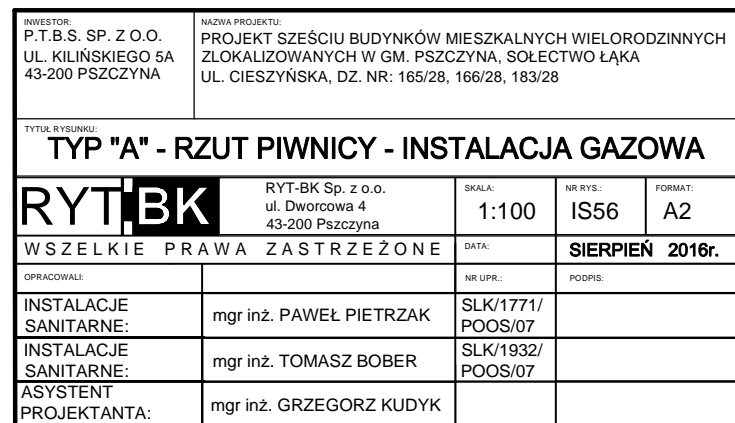 INWESTOR:
P.T.B.S. SP. Z O.O.
UL. KILIŃSKIEGO 5A
43-200 PSZCZYNA
NAZWA PROJEKTU:
PROJEKT SZEŚCIU BUDYNKÓW MIESZKALNYCH WIELORODZINNYCH
ZLOKALIZOWANYCH W GM. PSZCZYNA, SOŁECTWO ŁĄKA
UL. CIESZYŃSKA, DZ. NR: 165/28, 166/28, 183/28
TYTUŁ RYSUNKU:
TYP "A" - RZUT PIWNICY - INSTALACJA GAZOWA
RYT BK
RYT-BK Sp. z o.o.
ul. Dworcowa 4
43-200 Pszczyna
SKALA:
1:100
NR RYS.:
IS56
FORMAT:
A2
WSZELKIE PRAWA ZASTRZEŻONE
DATA:
SIERPIEŃ 2016r.
OPRACOWALI:
NR UPR.:
PODPIS:
INSTALACJE
SANITARNE:
mgr inż. PAWEŁ PIETRZAK
SLK/1771/
POOS/07
INSTALACJE
SANITARNE:
mgr inż. TOMASZ BOBER
SLK/1932/
POOS/07
ASYSTENT
PROJEKTANTA:
mgr inż. GRZEGORZ KUDYK